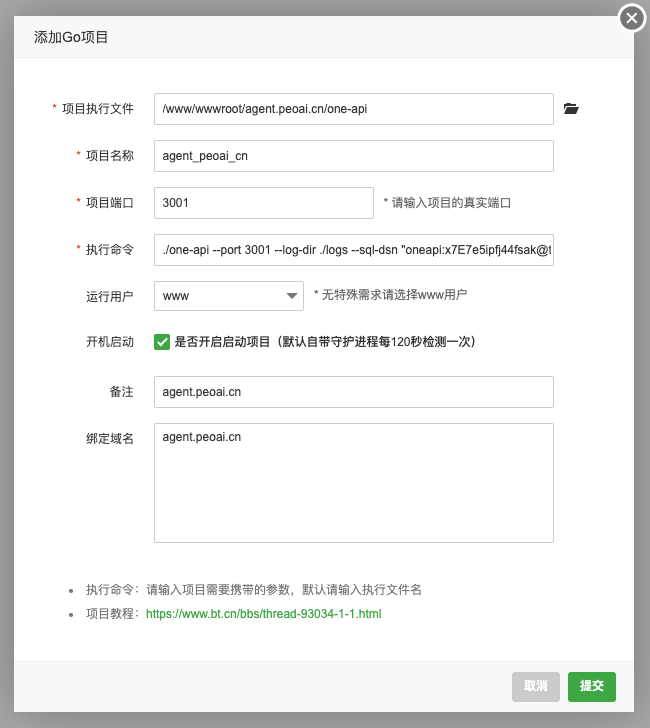 添加Go项目
* 项目执行文件 /www/wwwroot/agent.peoai.cn/one-api
* 项目名称 agent_peoai_cn
* 项目端口 3001 * 请输入项目的真实端口
* 执行命令 ./one-api --port 3001 --log-dir ./logs --sql-dsn "oneapi:x7E7e5ipfj44fsak@t
运行用户 www * 无特殊需求请选择www用户
开机启动 是否开启启动项目（默认自带守护进程每120秒检测一次）
备注 agent.peoai.cn
绑定域名 agent.peoai.cn
• 执行命令：请输入项目需要携带的参数，默认请输入执行文件名
• 项目教程：https://www.bt.cn/bbs/thread-93034-1-1.html
取消 提交